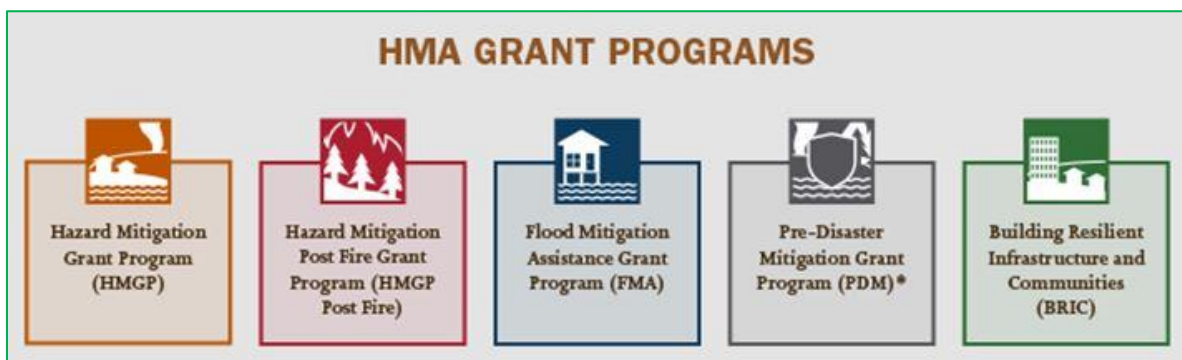 HMA GRANT PROGRAMS
Hazard Mitigation
Grant Program
(HMGP)
Hazard Mitigation
Post Fire Grant
Program (HMGP
Post Fire)
Flood Mitigation
Assistance Grant
Program (FMA)
Pre-Disaster
Mitigation Grant
Program (PDM)*
Building Resilient
Infrastructure and
Communities
(BRIC)